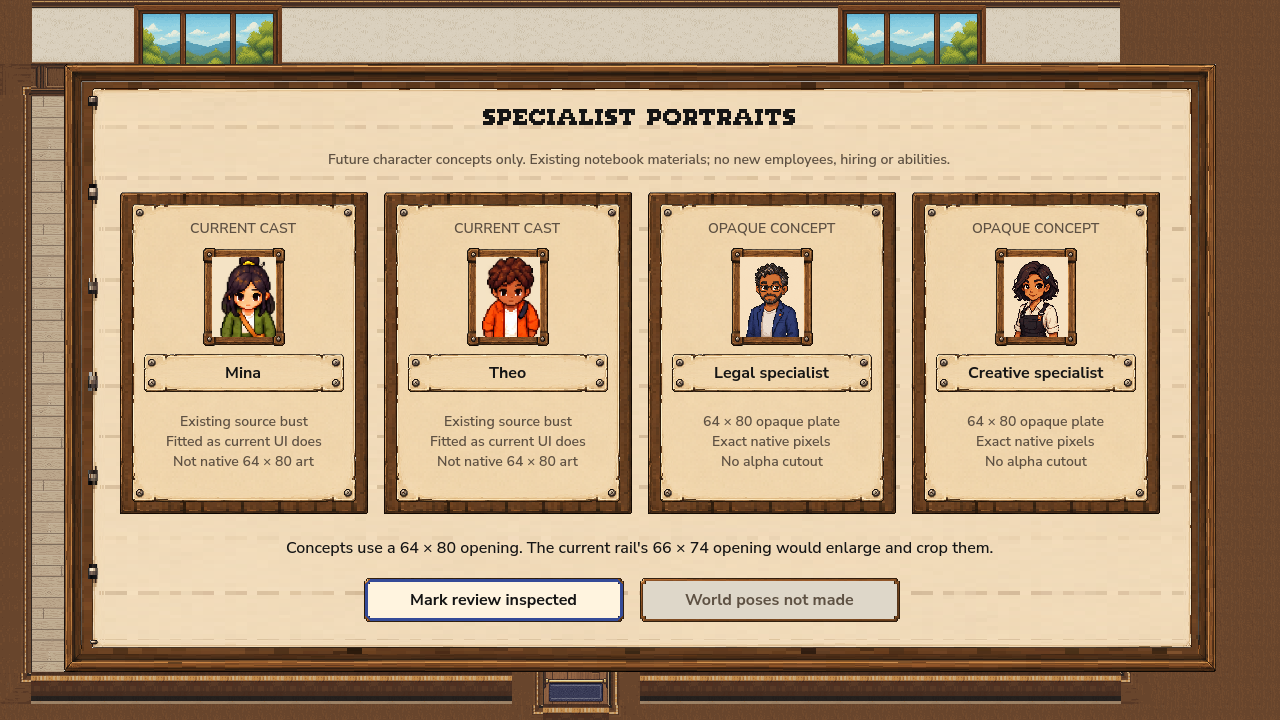 SPECIALIST PORTRAITS
Future character concepts only. Existing notebook materials; no new employees, hiring or abilities.
CURRENT CAST
Mina
Existing source bust
Fitted as current UI does
Not native 64 × 80 art
CURRENT CAST
Theo
Existing source bust
Fitted as current UI does
Not native 64 × 80 art
OPAQUE CONCEPT
Legal specialist
64 × 80 opaque plate
Exact native pixels
No alpha cutout
OPAQUE CONCEPT
Creative specialist
64 × 80 opaque plate
Exact native pixels
No alpha cutout
Concepts use a 64 × 80 opening. The current rail's 66 × 74 opening would enlarge and crop them.
Mark review inspected
World poses not made